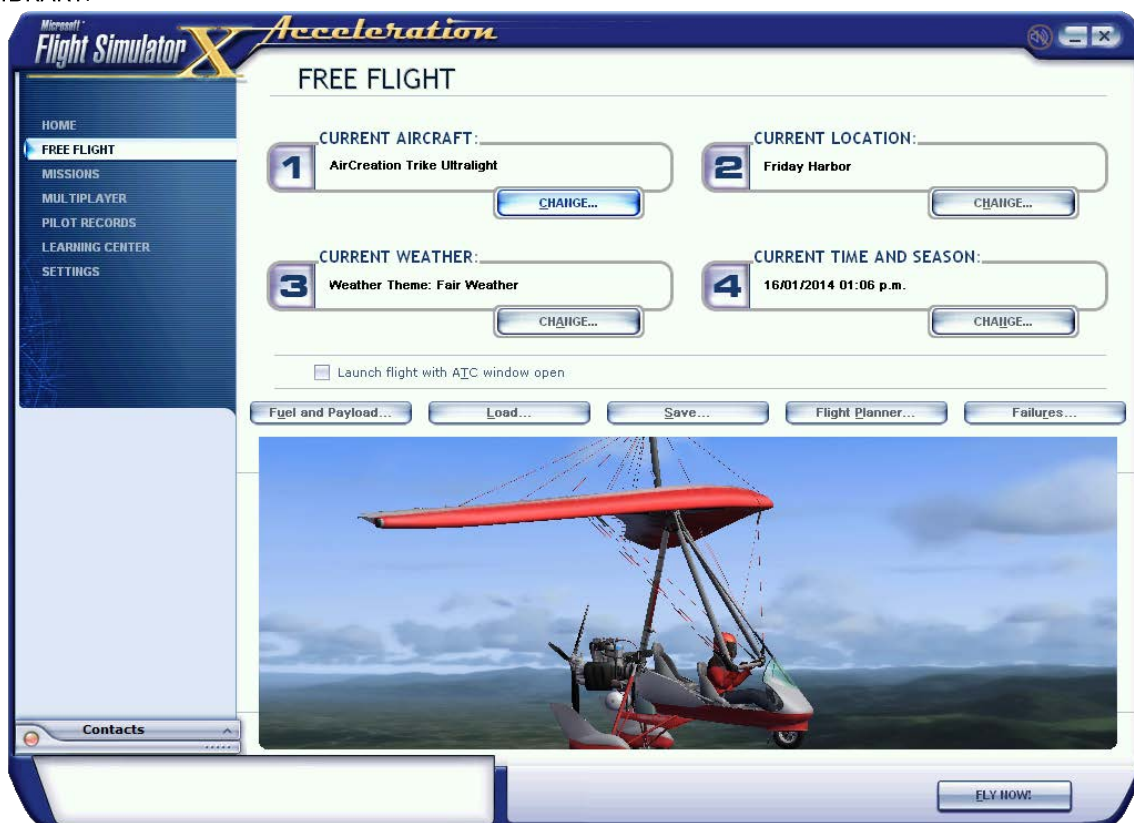 Microsoft
Flight Simulator X
Acceleration
FREE FLIGHT
HOME
FREE FLIGHT
MISSIONS
MULTIPLAYER
PILOT RECORDS
LEARNING CENTER
SETTINGS
CURRENT AIRCRAFT:
1
AirCreation Trike Ultralight
CHANGE...
CURRENT LOCATION:
2
Friday Harbor
CHANGE...
CURRENT WEATHER:
3
Weather Theme: Fair Weather
CHANGE...
CURRENT TIME AND SEASON:
4
16/01/2014 01:06 p.m.
CHANGE...
Launch flight with ATC window open
Fuel and Payload...
Load...
Save...
Flight Planner...
Failures...
Contacts
FLY NOW!